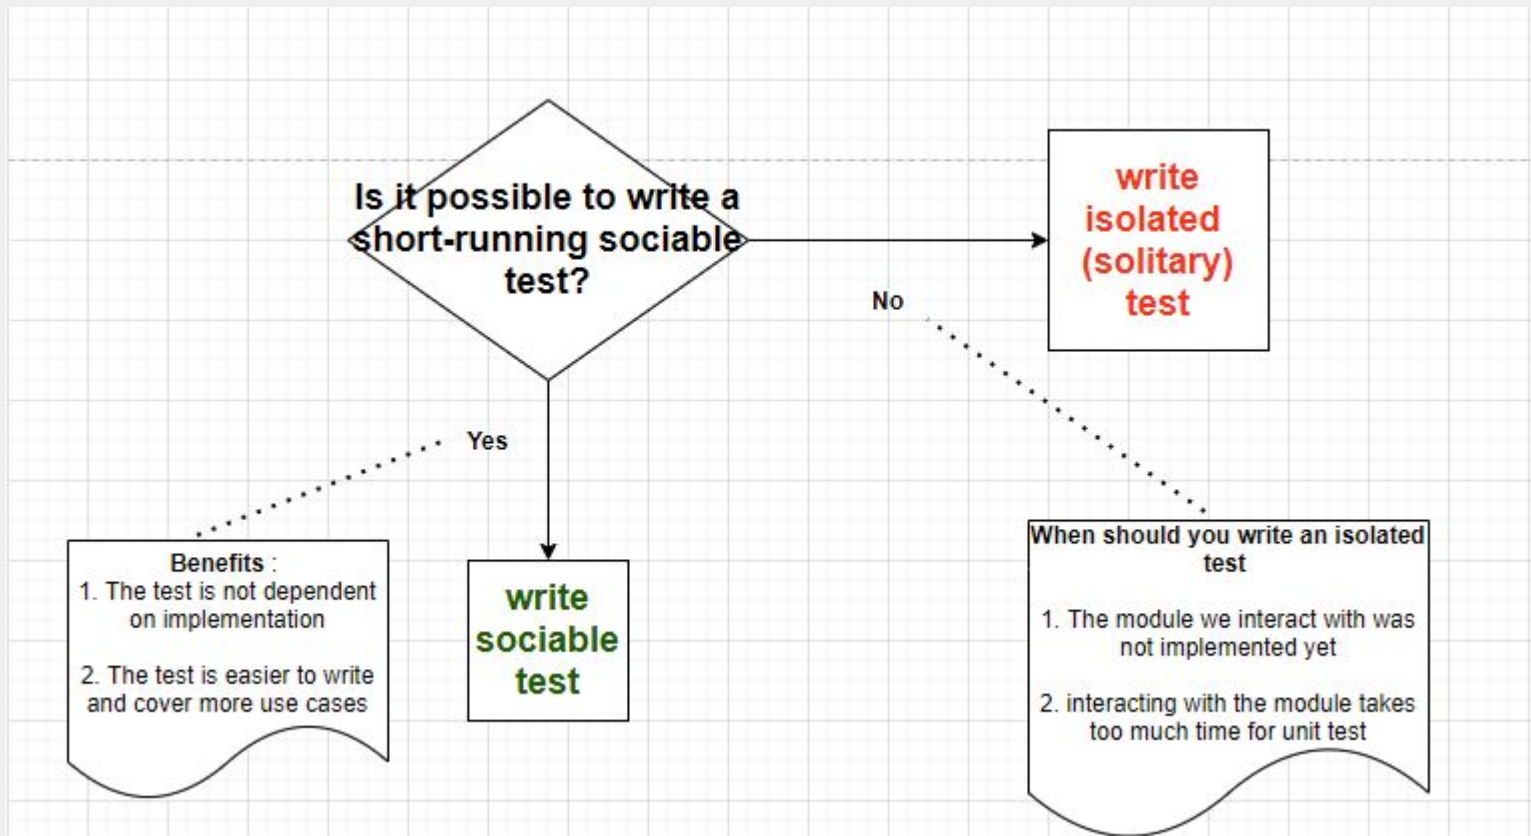 Is it possible to write a
short-running sociable
test?
write
isolated
(solitary)
test
No
Yes
Benefits :
1. The test is not dependent
on implementation
2. The test is easier to write
and cover more use cases
write
sociable
test
When should you write an isolated
test
1. The module we interact with was
not implemented yet
2. interacting with the module takes
too much time for unit test